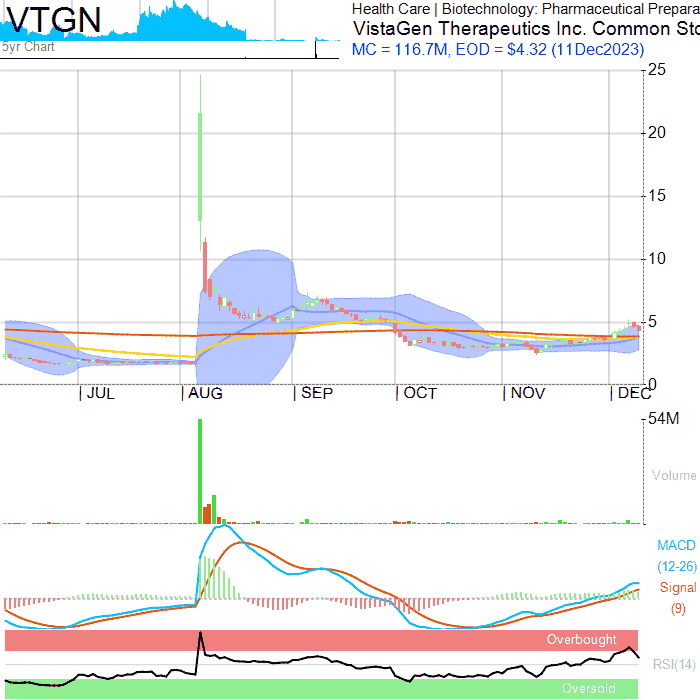 VTGN
Health Care | Biotechnology: Pharmaceutical Prepara
VistaGen Therapeutics Inc. Common Sto
5yr Chart
MC = 116.7M, EOD = $4.32 (11Dec2023)
25
20
15
10
5
0
JUL
AUG
SEP
OCT
NOV
DEC
54M
Volume
MACD
(12-26)
Signal
(9)
Overbought
RSI(14)
Oversold